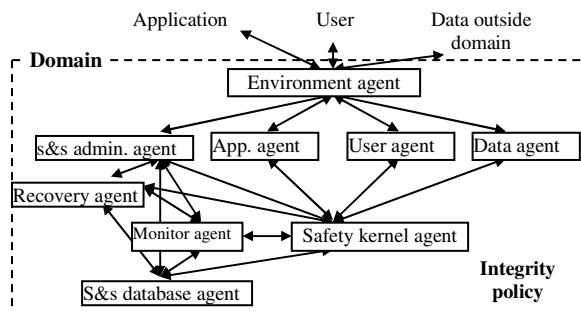 Application
User
Data outside
domain
Domain
Environment agent
s&s admin. agent
App. agent
User agent
Data agent
Recovery agent
Monitor agent
Safety kernel agent
S&s database agent
Integrity
policy